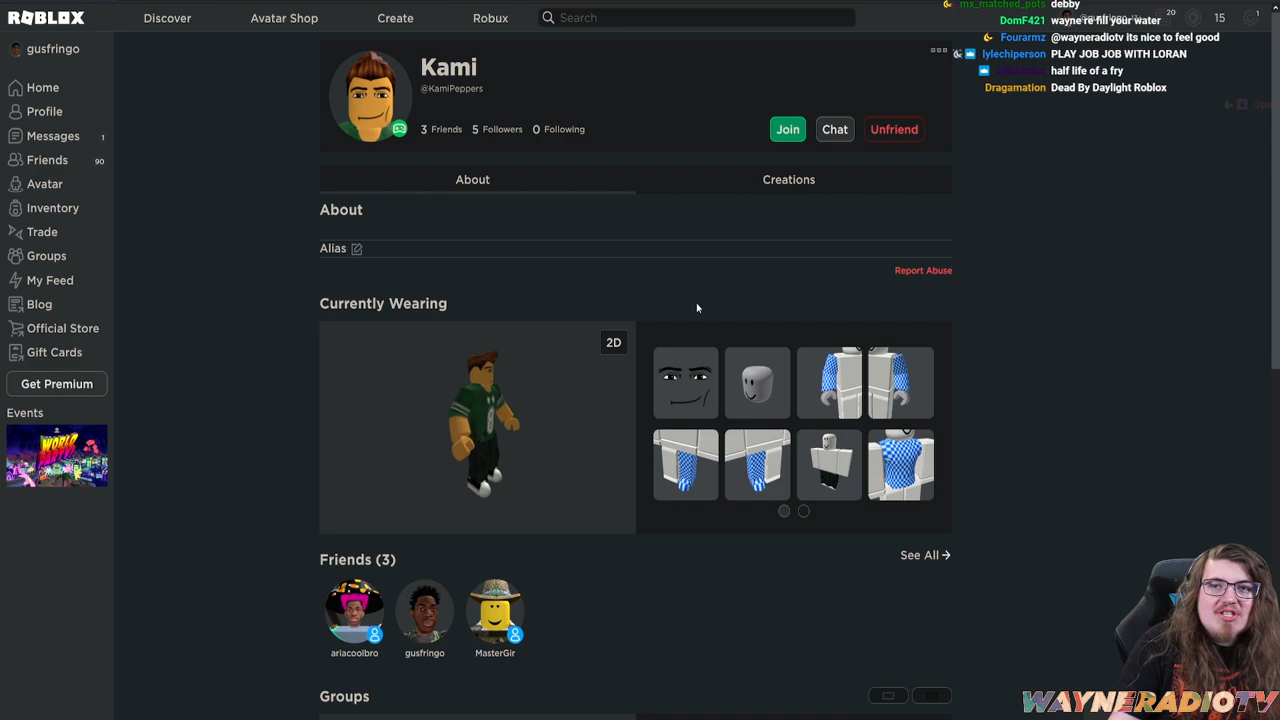 ROBLOX
Discover
Avatar Shop
Create
Robux
Search
20
15
1
gusfringo
Home
Profile
Messages 1
Friends 90
Avatar
Inventory
Trade
Groups
My Feed
Blog
Official Store
Gift Cards
Get Premium
Events
WORLD
Kami
@KamiPeppers
3 Friends 5 Followers 0 Following
Join
Chat
Unfriend
About
Creations
About
Alias
Report Abuse
Currently Wearing
2D
Friends (3)
See All
ariacoolbro
gusfringo
MasterGir
Groups
mx_matched_pots debby
DomF421 wayne re fill your water
Fourarmz @wayneradiotv its nice to feel good
lylechiperson PLAY JOB JOB WITH LORAN
half life of a fry
Dragamation Dead By Daylight Roblox
WAYNERADIOTV